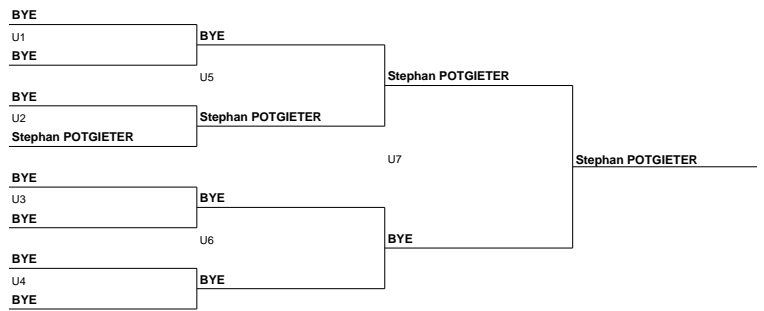 BYE
U1
BYE
BYE
U5
Stephan POTGIETER
BYE
U2
Stephan POTGIETER
Stephan POTGIETER
U7
Stephan POTGIETER
BYE
U3
BYE
BYE
U6
BYE
BYE
U4
BYE
BYE